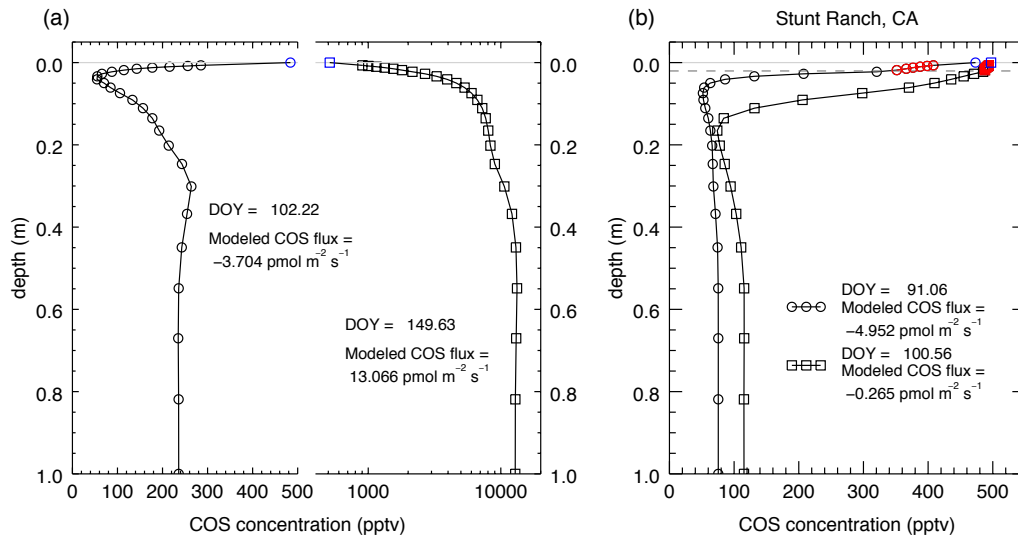 (a)
(b)
Stunt Ranch, CA
depth (m)
0.0
0.2
0.4
0.6
0.8
1.0
DOY = 102.22
Modeled COS flux =
−3.704 pmol m⁻² s⁻¹
DOY = 149.63
Modeled COS flux =
13.066 pmol m⁻² s⁻¹
0.0
0.2
0.4
0.6
0.8
1.0
0 100 200 300 400 500
1000 10000
COS concentration (pptv)
depth (m)
0.0
0.2
0.4
0.6
0.8
1.0
DOY = 91.06
Modeled COS flux =
−4.952 pmol m⁻² s⁻¹
DOY = 100.56
Modeled COS flux =
−0.265 pmol m⁻² s⁻¹
0 100 200 300 400 500
COS concentration (pptv)